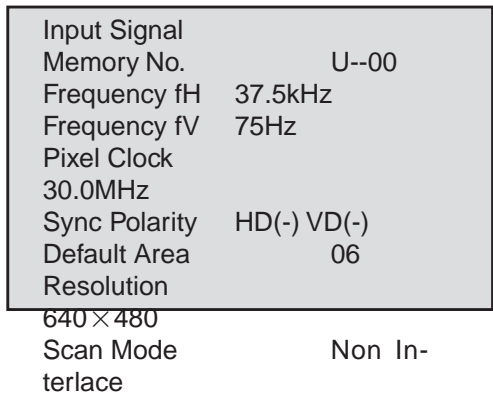 Input Signal
Memory No. U--00
Frequency fH 37.5kHz
Frequency fV 75Hz
Pixel Clock
30.0MHz
Sync Polarity HD(-) VD(-)
Default Area 06
Resolution
640×480
Scan Mode Non In-
terlace